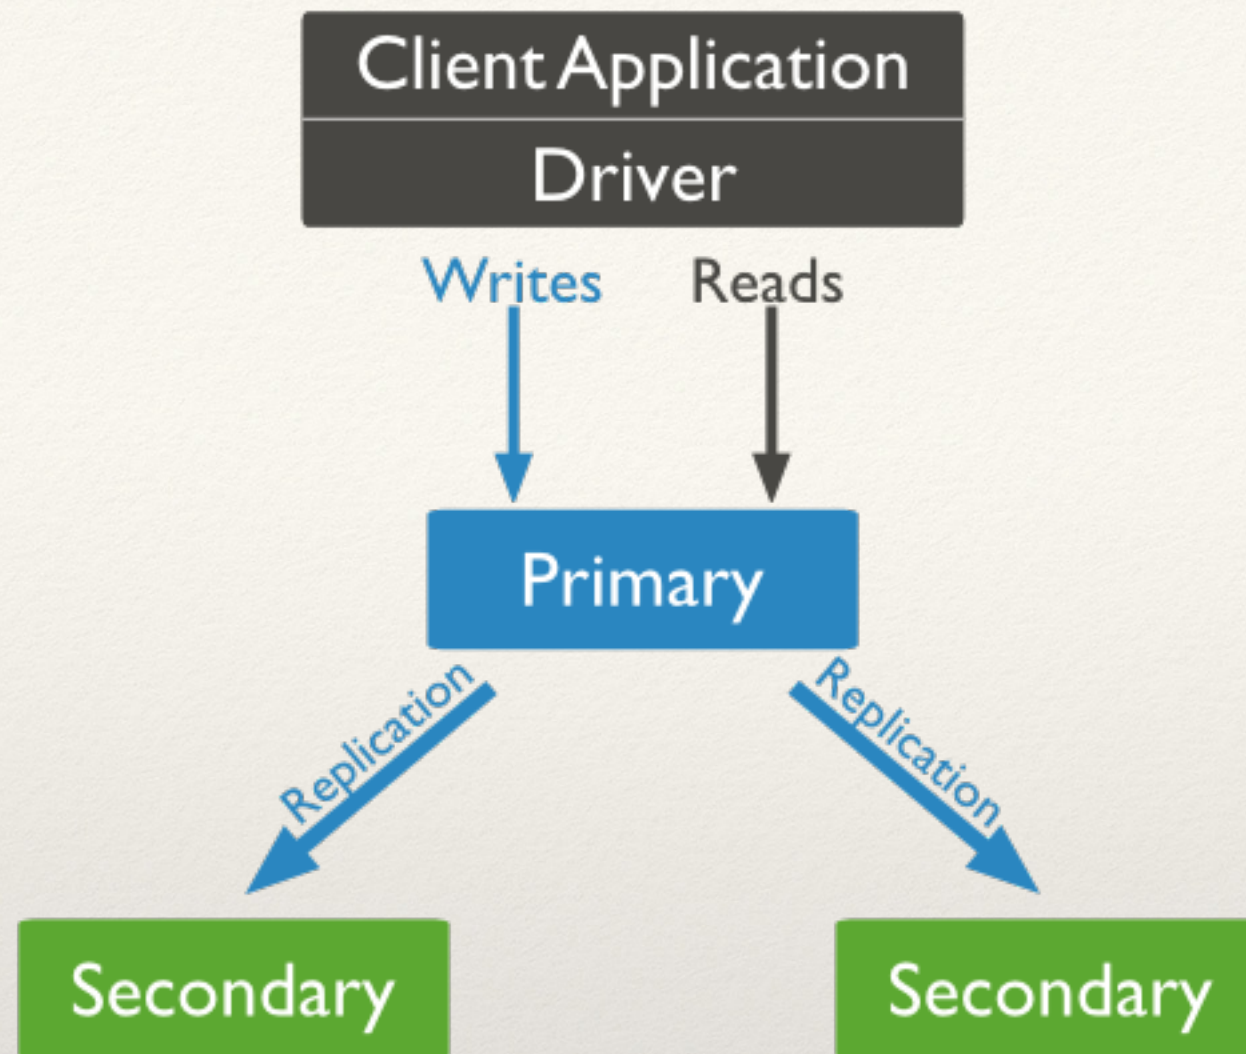 Client Application
Driver
Writes Reads
Primary
Replication Replication
Secondary Secondary